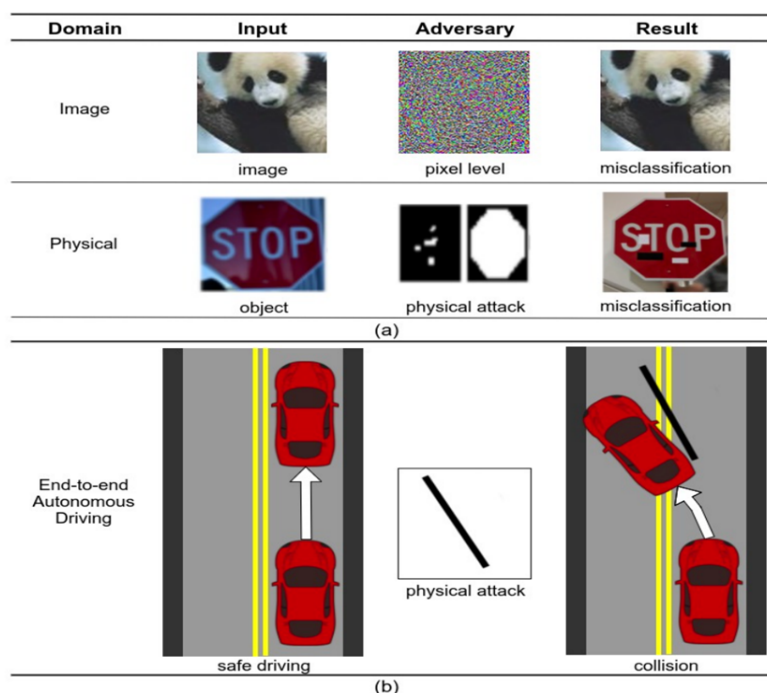 Domain Input Adversary Result
Image
image pixel level misclassification
STOP STOP
Physical
object physical attack misclassification
(a)
End-to-end
Autonomous
Driving
physical attack
safe driving collision
(b)